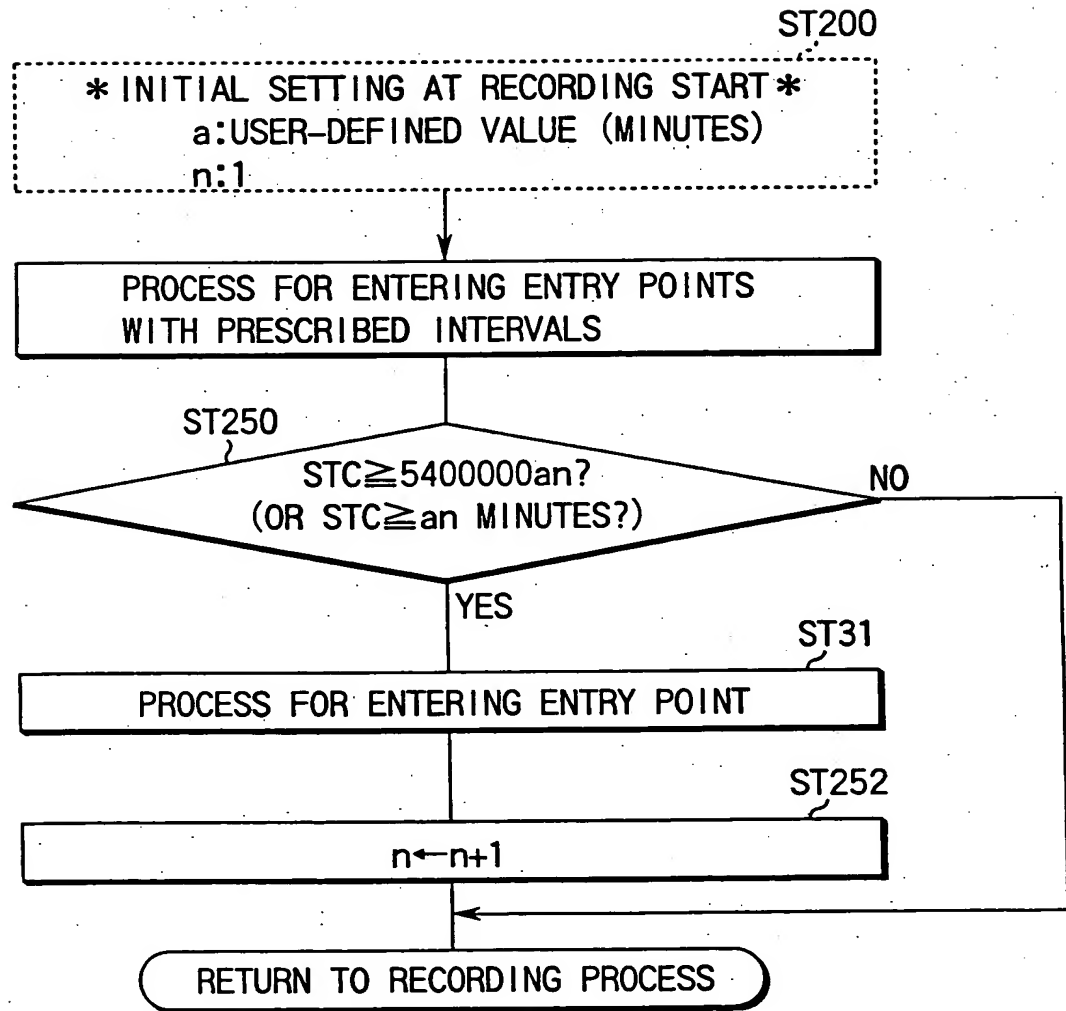 ST200
*INITIAL SETTING AT RECORDING START*
a:USER-DEFINED VALUE (MINUTES)
n:1
PROCESS FOR ENTERING ENTRY POINTS
WITH PRESCRIBED INTERVALS
ST250
STC≧5400000an?
(OR STC≧an MINUTES?)
NO
YES
ST31
PROCESS FOR ENTERING ENTRY POINT
ST252
n←n+1
RETURN TO RECORDING PROCESS